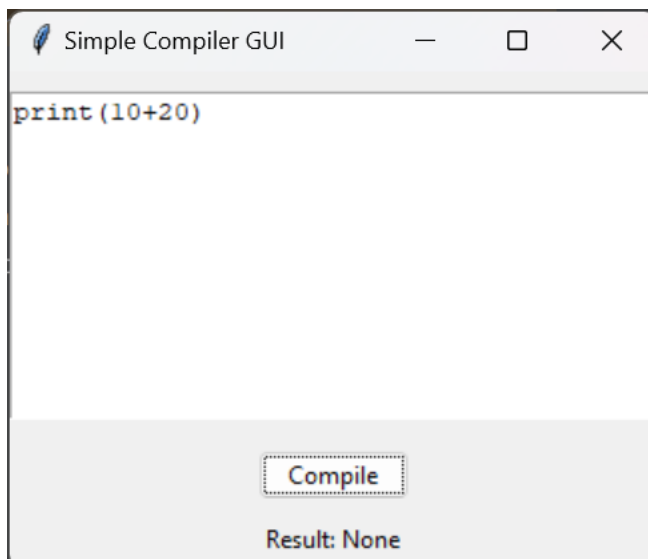 Simple Compiler GUI
print(10+20)
Compile
Result: None